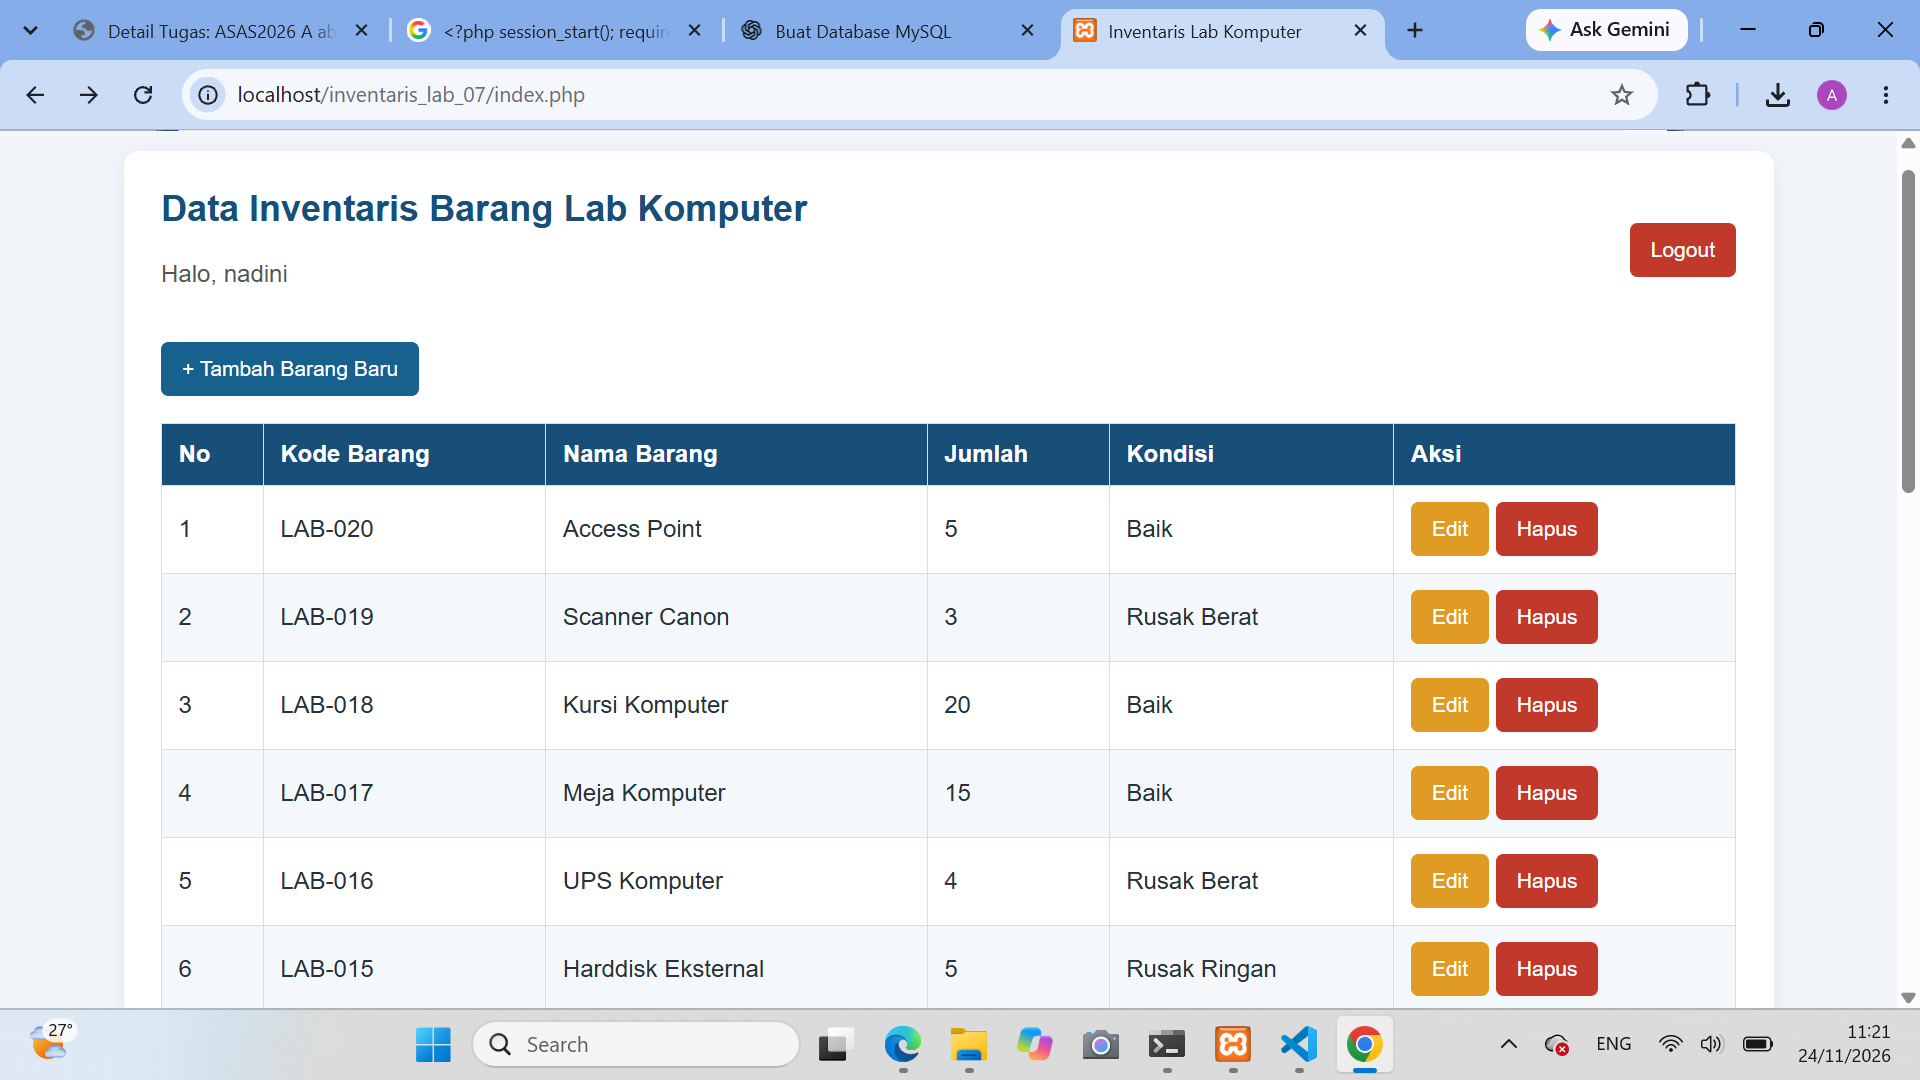 Detail Tugas: ASAS2026 A ab
<?php session_start(); requir
Buat Database MySQL
Inventaris Lab Komputer
Ask Gemini
localhost/inventaris_lab_07/index.php
A
Data Inventaris Barang Lab Komputer
Halo, nadini
Logout
+ Tambah Barang Baru
No Kode Barang Nama Barang Jumlah Kondisi Aksi
1 LAB-020 Access Point 5 Baik Edit Hapus
2 LAB-019 Scanner Canon 3 Rusak Berat Edit Hapus
3 LAB-018 Kursi Komputer 20 Baik Edit Hapus
4 LAB-017 Meja Komputer 15 Baik Edit Hapus
5 LAB-016 UPS Komputer 4 Rusak Berat Edit Hapus
6 LAB-015 Harddisk Eksternal 5 Rusak Ringan Edit Hapus
27°
Search
ENG
11:21
24/11/2026